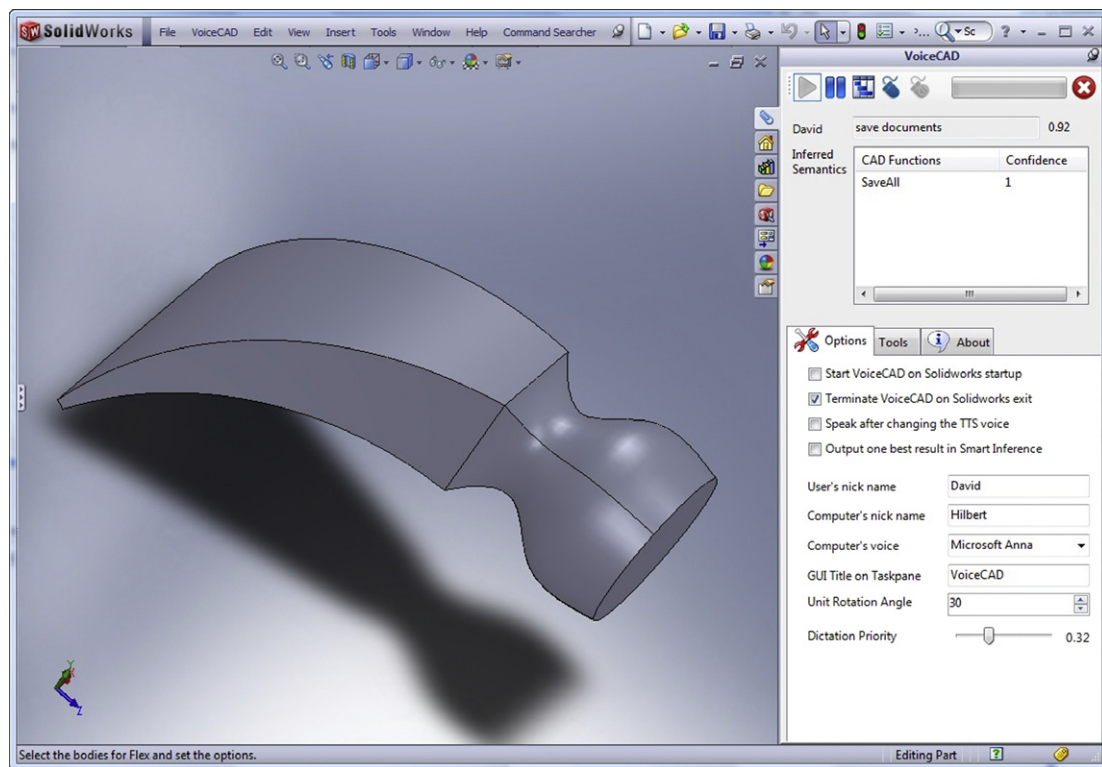 SolidWorks File VoiceCAD Edit View Insert Tools Window Help Command Searcher Sc ?
VoiceCAD
David save documents 0.92
Inferred Semantics
CAD Functions Confidence
SaveAll 1
Options Tools About
Start VoiceCAD on Solidworks startup
Terminate VoiceCAD on Solidworks exit
Speak after changing the TTS voice
Output one best result in Smart Inference
User's nick name David
Computer's nick name Hilbert
Computer's voice Microsoft Anna
GUI Title on Taskpane VoiceCAD
Unit Rotation Angle 30
Dictation Priority 0.32
Y
X
Z
Select the bodies for Flex and set the options. Editing Part ?